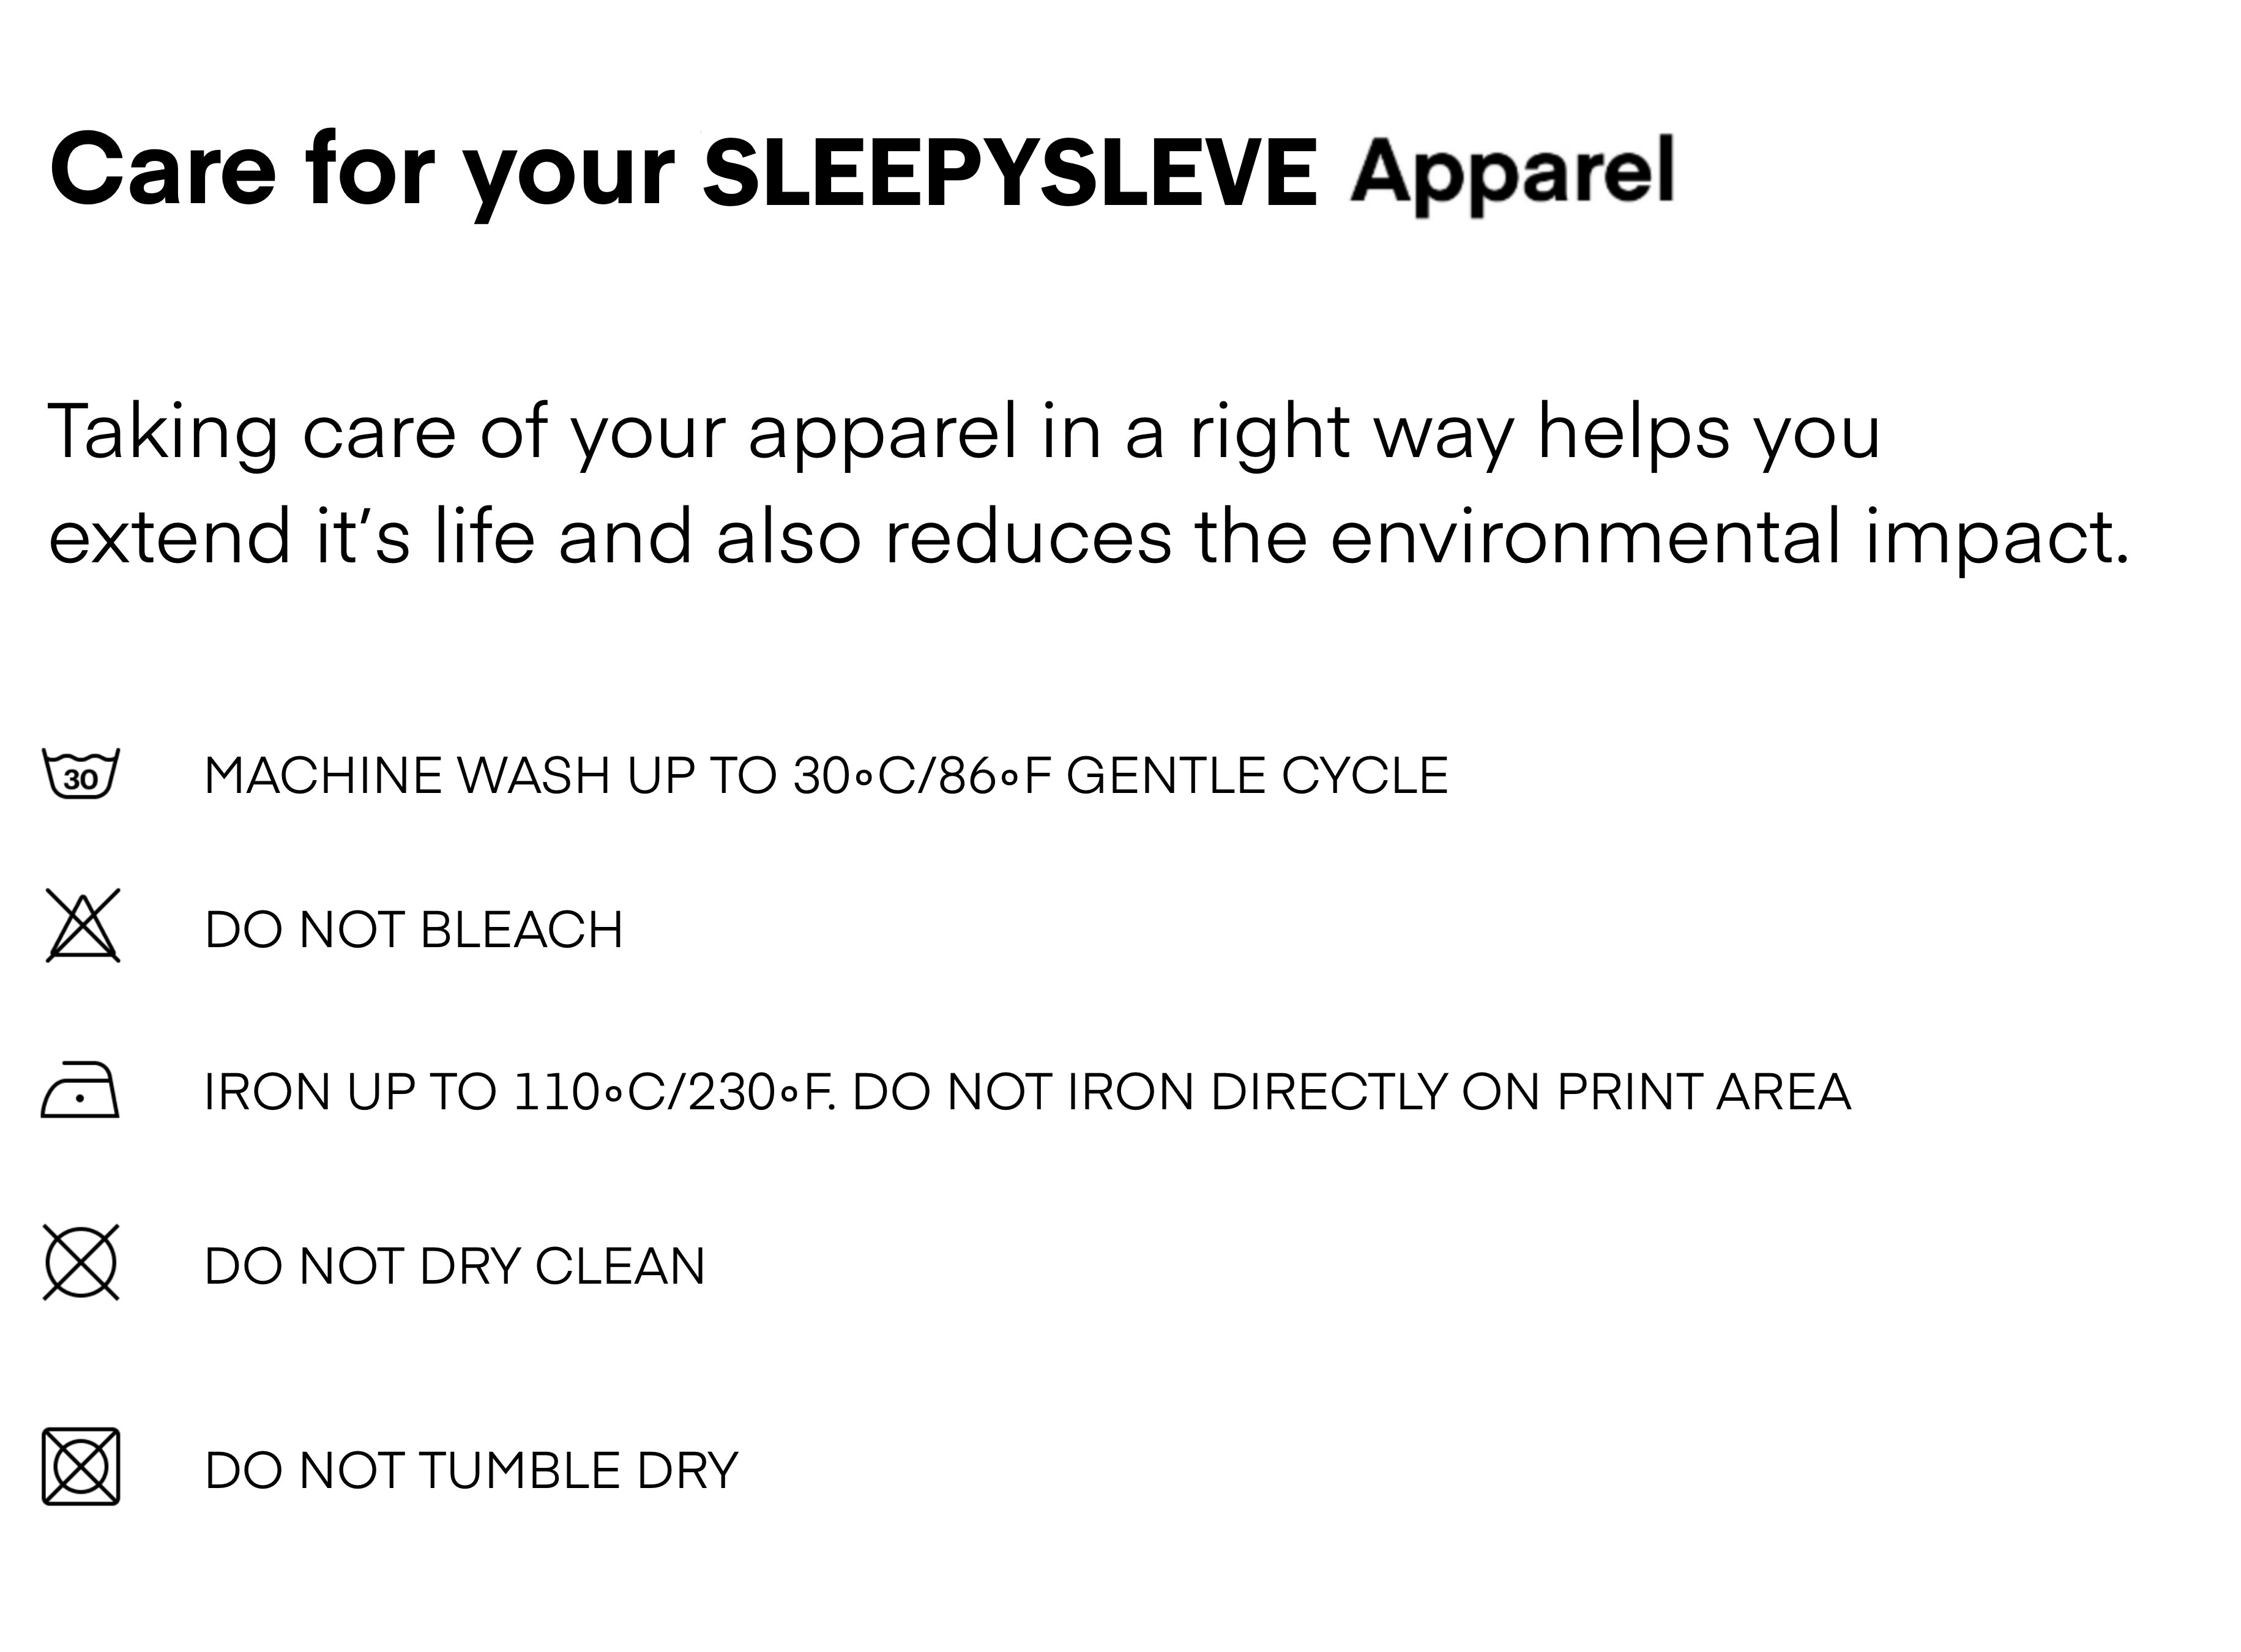 Care for your SLEEPYSLEVE Apparel
Taking care of your apparel in a right way helps you
extend it’s life and also reduces the environmental impact.
30 MACHINE WASH UP TO 30∘C/86∘F GENTLE CYCLE
DO NOT BLEACH
IRON UP TO 110∘C/230∘F. DO NOT IRON DIRECTLY ON PRINT AREA
DO NOT DRY CLEAN
DO NOT TUMBLE DRY